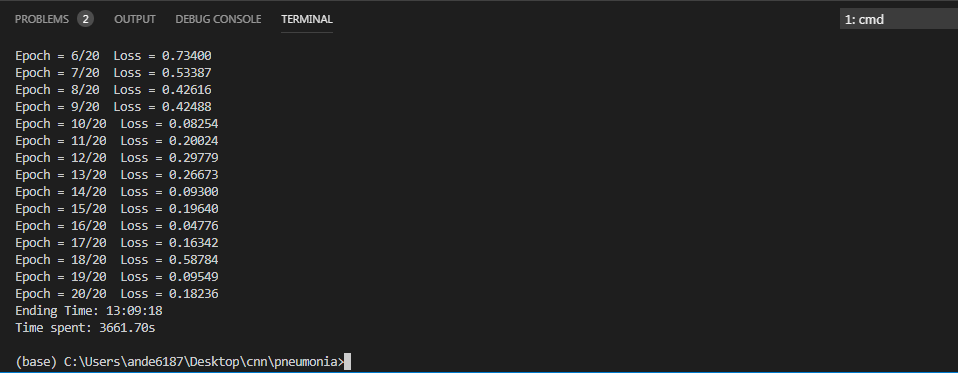 PROBLEMS 2 OUTPUT DEBUG CONSOLE TERMINAL 1: cmd
Epoch = 6/20  Loss = 0.73400
Epoch = 7/20  Loss = 0.53387
Epoch = 8/20  Loss = 0.42616
Epoch = 9/20  Loss = 0.42488
Epoch = 10/20  Loss = 0.08254
Epoch = 11/20  Loss = 0.20024
Epoch = 12/20  Loss = 0.29779
Epoch = 13/20  Loss = 0.26673
Epoch = 14/20  Loss = 0.09300
Epoch = 15/20  Loss = 0.19640
Epoch = 16/20  Loss = 0.04776
Epoch = 17/20  Loss = 0.16342
Epoch = 18/20  Loss = 0.58784
Epoch = 19/20  Loss = 0.09549
Epoch = 20/20  Loss = 0.18236
Ending Time: 13:09:18
Time spent: 3661.70s
(base) C:\Users\ande6187\Desktop\cnn\pneumonia>